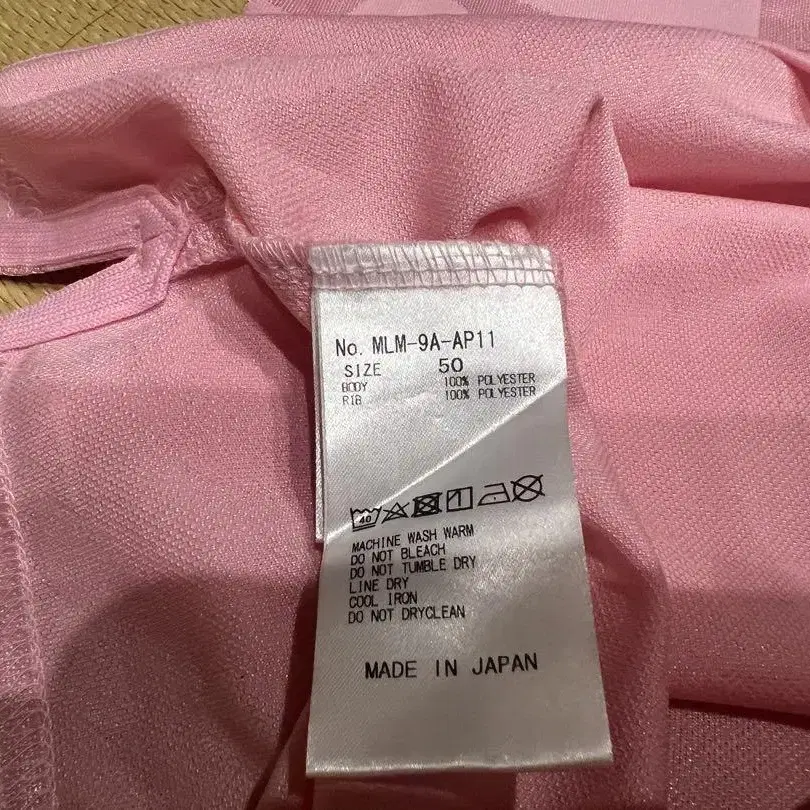 No. MLM-9A-AP11
SIZE 50
BODY 100% POLYESTER
RIB 100% POLYESTER
40
MACHINE WASH WARM
DO NOT BLEACH
DO NOT TUMBLE DRY
LINE DRY
COOL IRON
DO NOT DRYCLEAN
MADE IN JAPAN